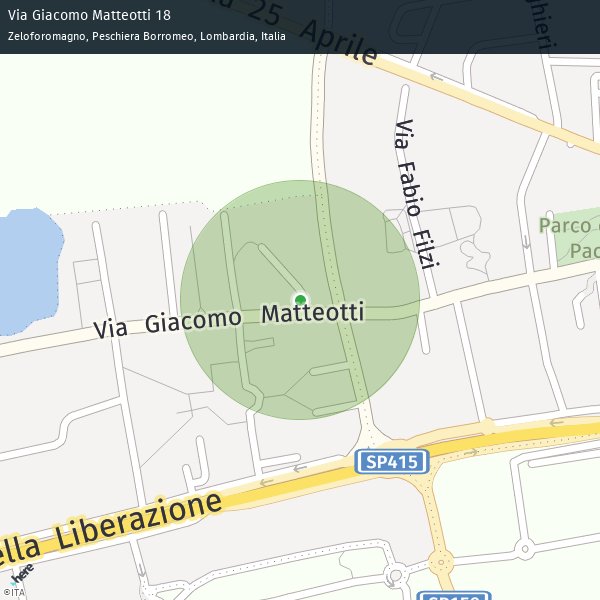 Via Giacomo Matteotti 18
Zeloforomagno, Peschiera Borromeo, Lombardia, Italia
25 Aprile
ghieri
Via Fabio Filzi
Parco
Pac
Via Giacomo Matteotti
SP415
ella Liberazione
here
©ITA